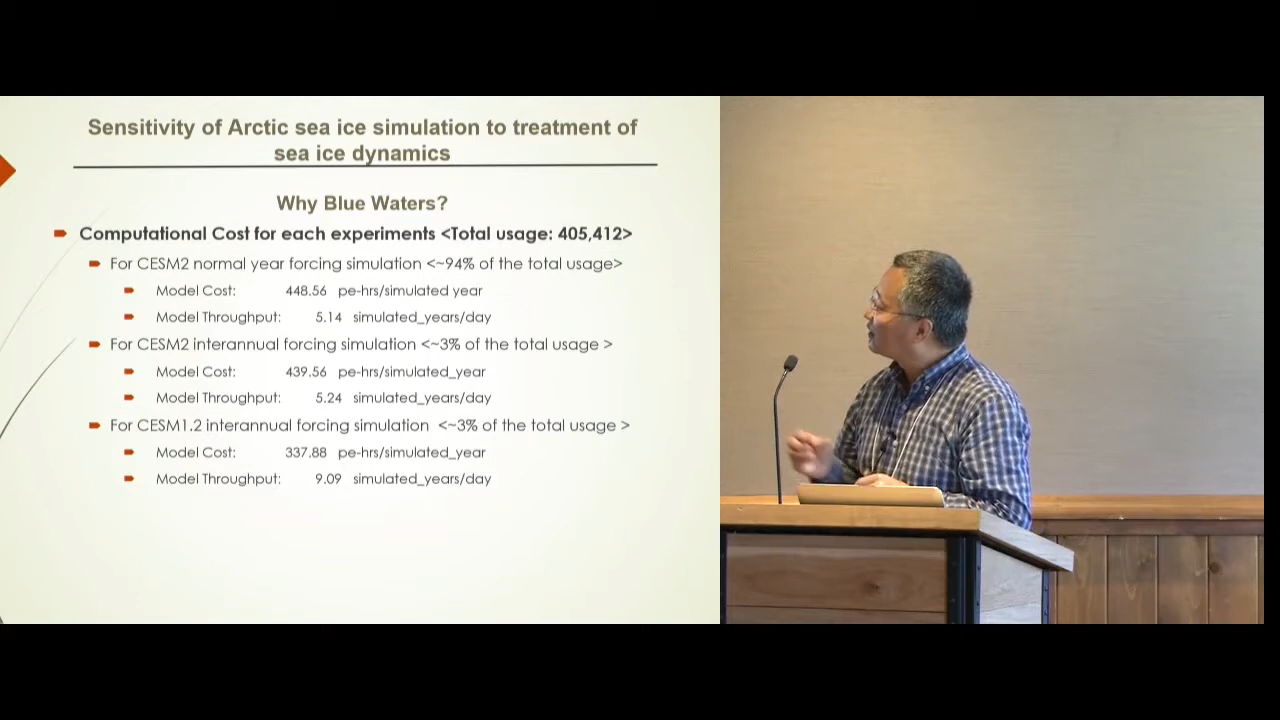 Sensitivity of Arctic sea ice simulation to treatment of
sea ice dynamics
Why Blue Waters?
Computational Cost for each experiments <Total usage: 405,412>
For CESM2 normal year forcing simulation <~94% of the total usage>
Model Cost: 448.56 pe-hrs/simulated year
Model Throughput: 5.14 simulated_years/day
For CESM2 interannual forcing simulation <~3% of the total usage >
Model Cost: 439.56 pe-hrs/simulated_year
Model Throughput: 5.24 simulated_years/day
For CESM1.2 interannual forcing simulation <~3% of the total usage >
Model Cost: 337.88 pe-hrs/simulated_year
Model Throughput: 9.09 simulated_years/day